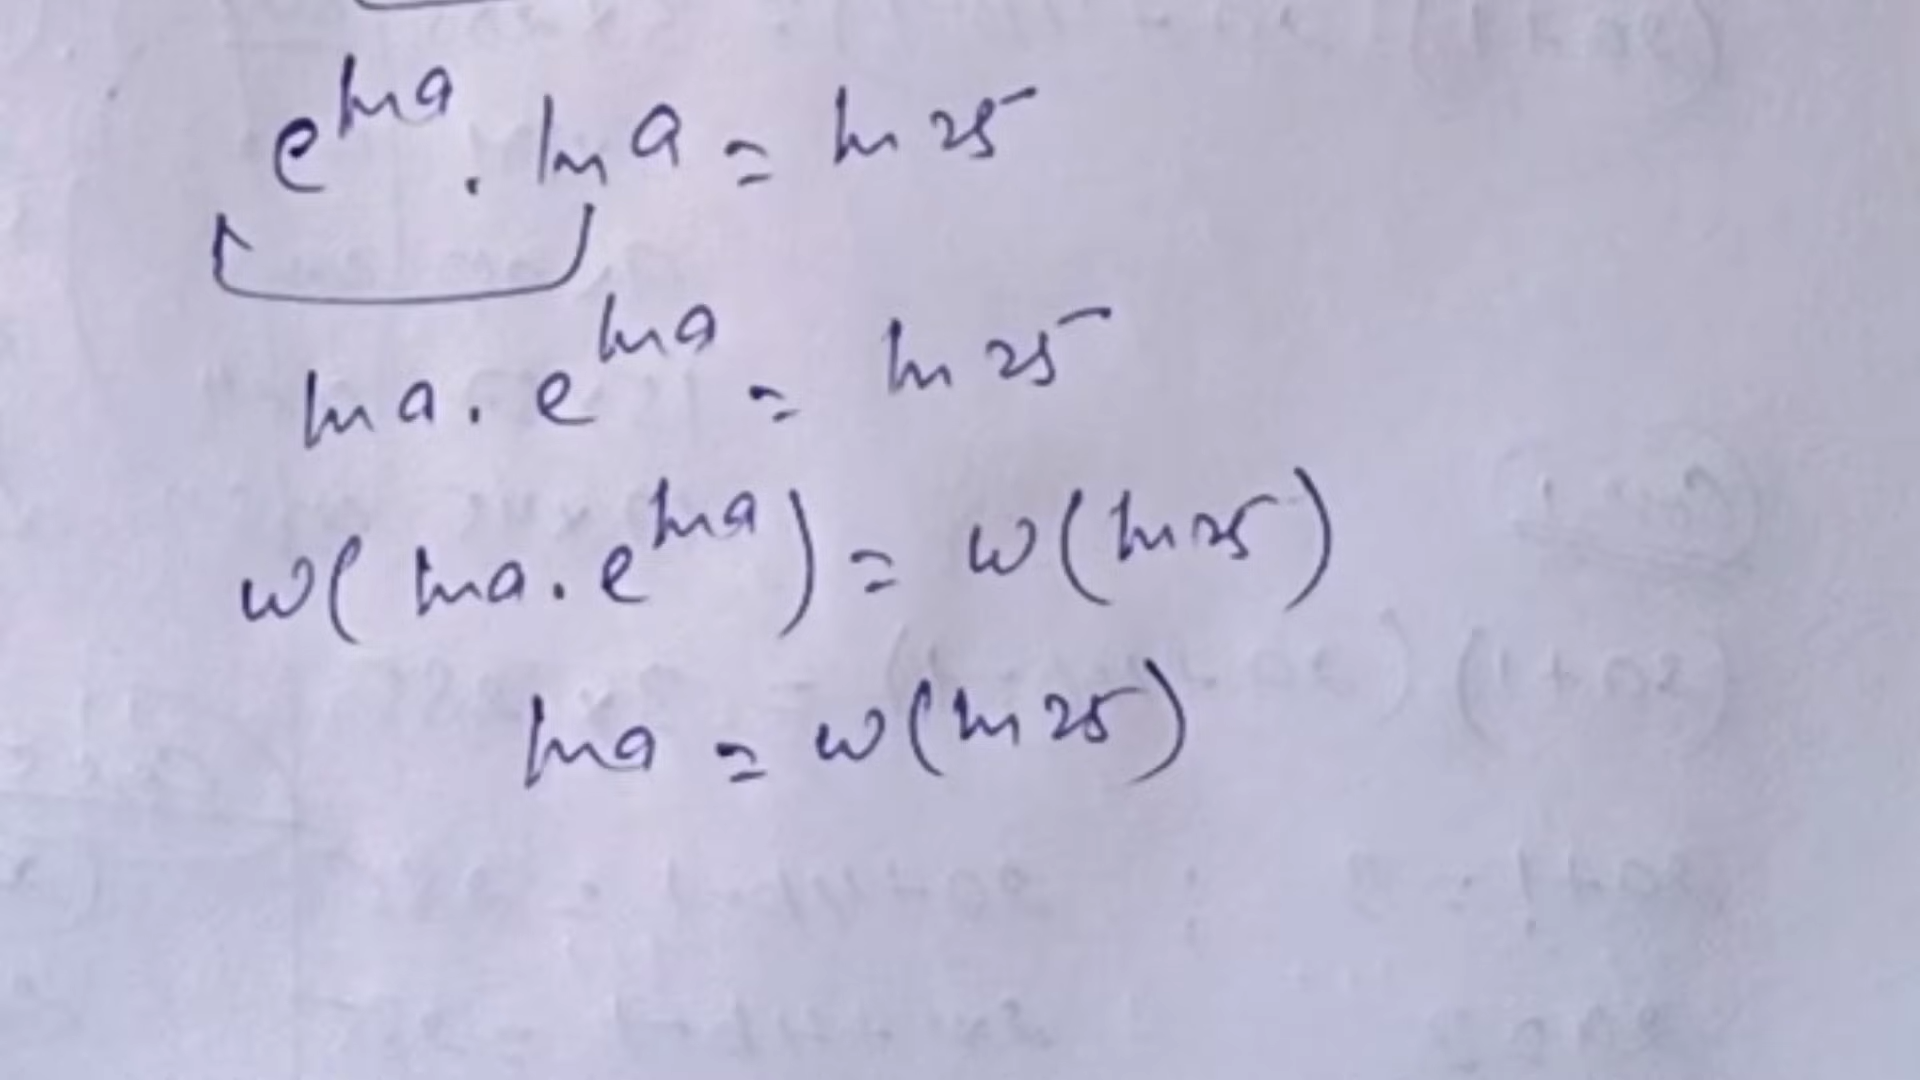 e^{ln a} . ln a = ln 25
ln a . e^{ln a} = ln 25
w(ln a . e^{ln a}) = w(ln 25)
ln a = w(ln 25)